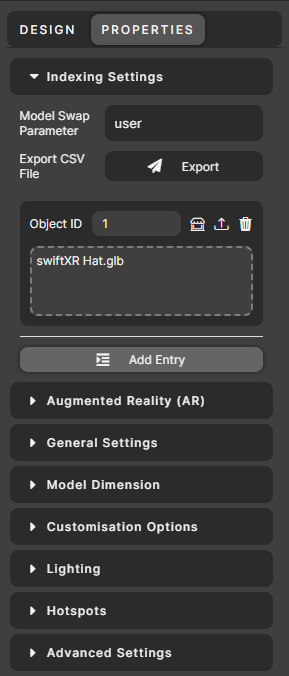 DESIGN PROPERTIES
Indexing Settings
Model Swap
Parameter
user
Export CSV
File
Export
Object ID 1
swiftXR Hat.glb
Add Entry
Augmented Reality (AR)
General Settings
Model Dimension
Customisation Options
Lighting
Hotspots
Advanced Settings